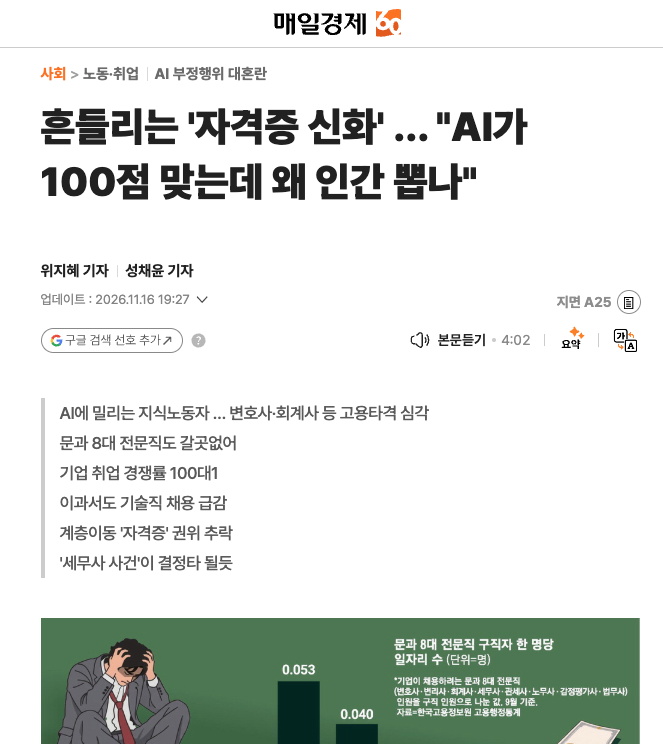 매일경제 60
사회 > 노동·취업 | AI 부정행위 대혼란
흔들리는 '자격증 신화' ... "AI가
100점 맞는데 왜 인간 뽑나"
위지혜 기자 | 성채윤 기자
업데이트 : 2026.11.16 19:27
지면 A25
G 구글 검색 선호 추가↗ ?
본문듣기 • 4:02 | 요약 | 가 A
AI에 밀리는 지식노동자 ... 변호사·회계사 등 고용타격 심각
문과 8대 전문직도 갈곳없어
기업 취업 경쟁률 100대1
이과서도 기술직 채용 급감
계층이동 '자격증' 권위 추락
'세무사 사건'이 결정타 될듯
문과 8대 전문직 구직자 한 명당
일자리 수 (단위=명)
*기업이 채용하려는 문과 8대 전문직
(변호사·변리사·회계사·세무사·관세사·노무사·감정평가사·법무사)
인원을 구직 인원으로 나눈 값, 9월 기준.
자료=한국고용정보원 고용행정통계
0.053
0.040